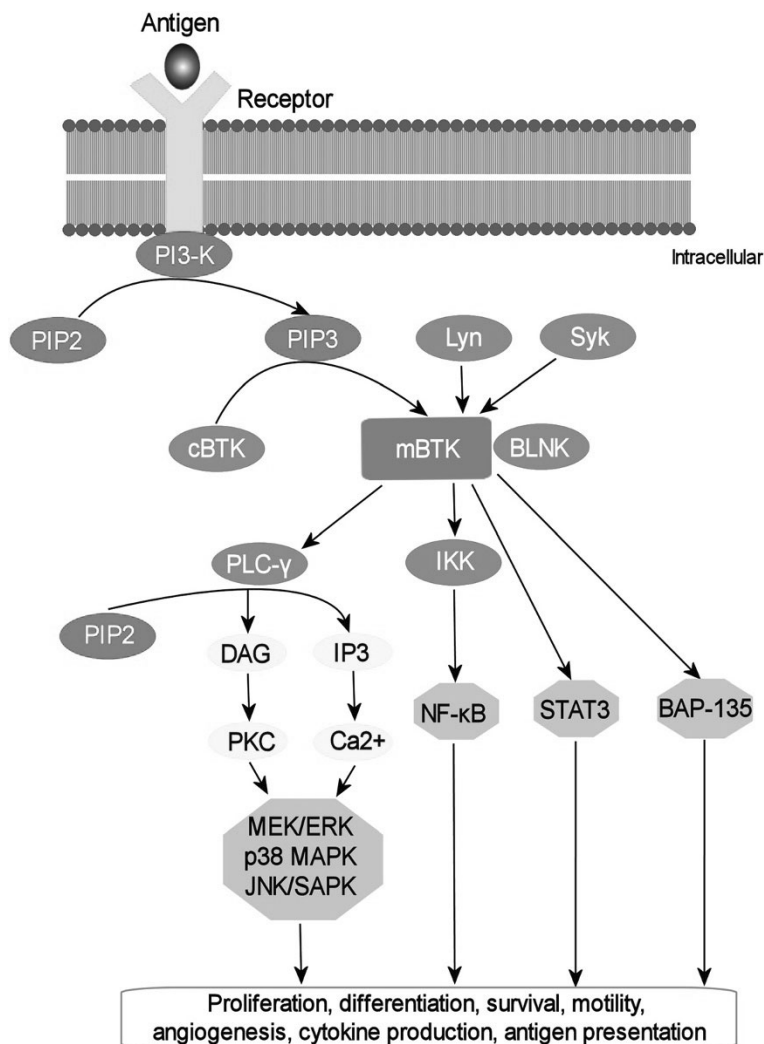 Antigen
Receptor
PI3-K
Intracellular
PIP2
PIP3
Lyn
Syk
cBTK
mBTK
BLNK
PLC-γ
IKK
PIP2
DAG
IP3
NF-κB
STAT3
BAP-135
PKC
Ca2+
MEK/ERK
p38 MAPK
JNK/SAPK
Proliferation, differentiation, survival, motility,
angiogenesis, cytokine production, antigen presentation